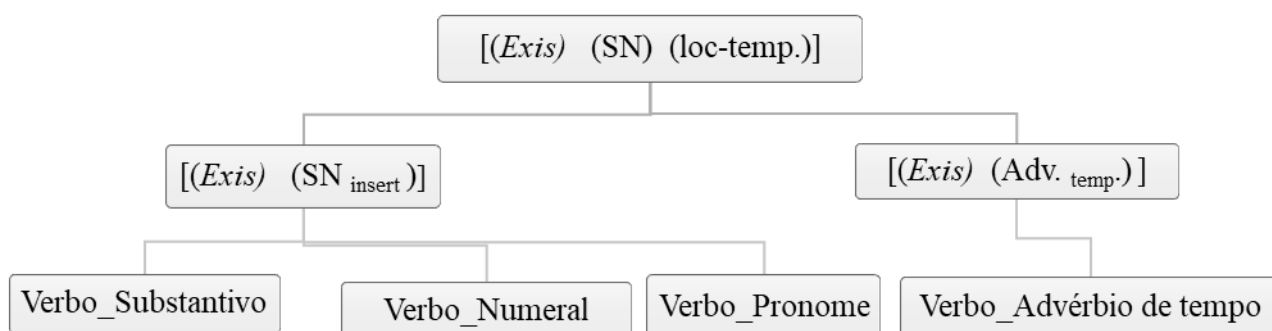 [(Exis) (SN) (loc-temp.)]
[(Exis) (SN insert)]
[(Exis) (Adv. temp.)]
Verbo_Substantivo
Verbo_Numeral
Verbo_Pronome
Verbo_Advérbio de tempo